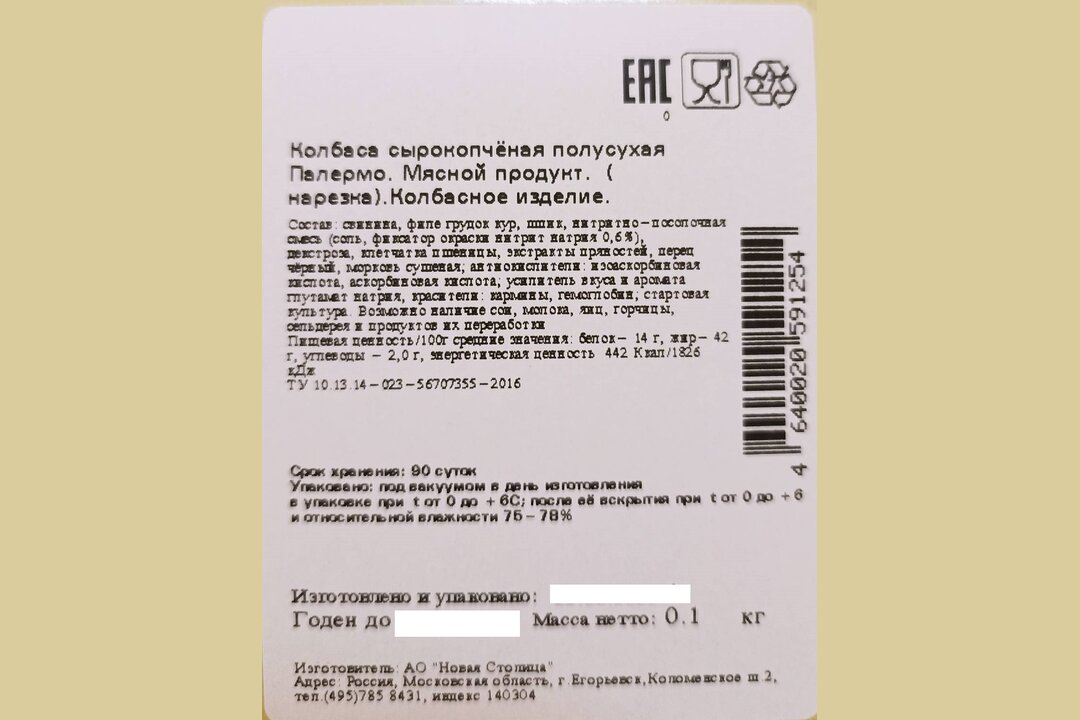 EAC
0
Колбаса сырокопчёная полусухая
Палермо. Мясной продукт. (
нарезка).Колбасное изделие.
Состав: свинина, филе грудок кур, шпик, нитритно-посолочная
смесь (соль, фиксатор окраски нитрит натрия 0,6%),
декстроза, клетчатка пшеницы, экстракты пряностей, перец
чёрный, морковь сушеная; антиокислители: изоаскорбиновая
кислота, аскорбиновая кислота; усилитель вкуса и аромата
глутамат натрия, красители: кармины, гемоглобин; стартовая
культура. Возможно наличие сои, молока, яиц, горчицы,
сельдерея и продуктов их переработки
Пищевая ценность/100г средние значения: белок- 14 г, жир- 42
г, углеводы - 2,0 г, энергетическая ценность 442 Ккал/1826
кДж
ТУ 10.13.14-023-56707355-2016
4 640020 591254
Срок хранения: 90 суток
Упаковано: под вакуумом в день изготовления
в упаковке при t от 0 до +6С; после её вскрытия при t от 0 до +6
и относительной влажности 75-78%
Изготовлено и упаковано:
Годен до Масса нетто: 0.1 кг
Изготовитель: АО "Новая Столица"
Адрес: Россия, Московская область, г.Егорьевск,Коломенское ш.2,
тел.(495)785 8431, индекс 140304